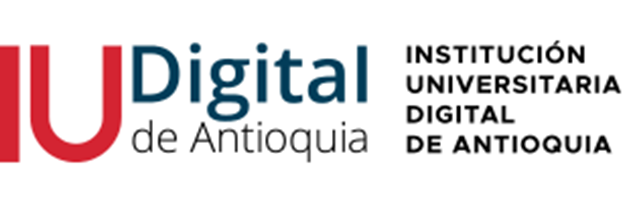 IU Digital
de Antioquia
INSTITUCIÓN
UNIVERSITARIA
DIGITAL
DE ANTIOQUIA